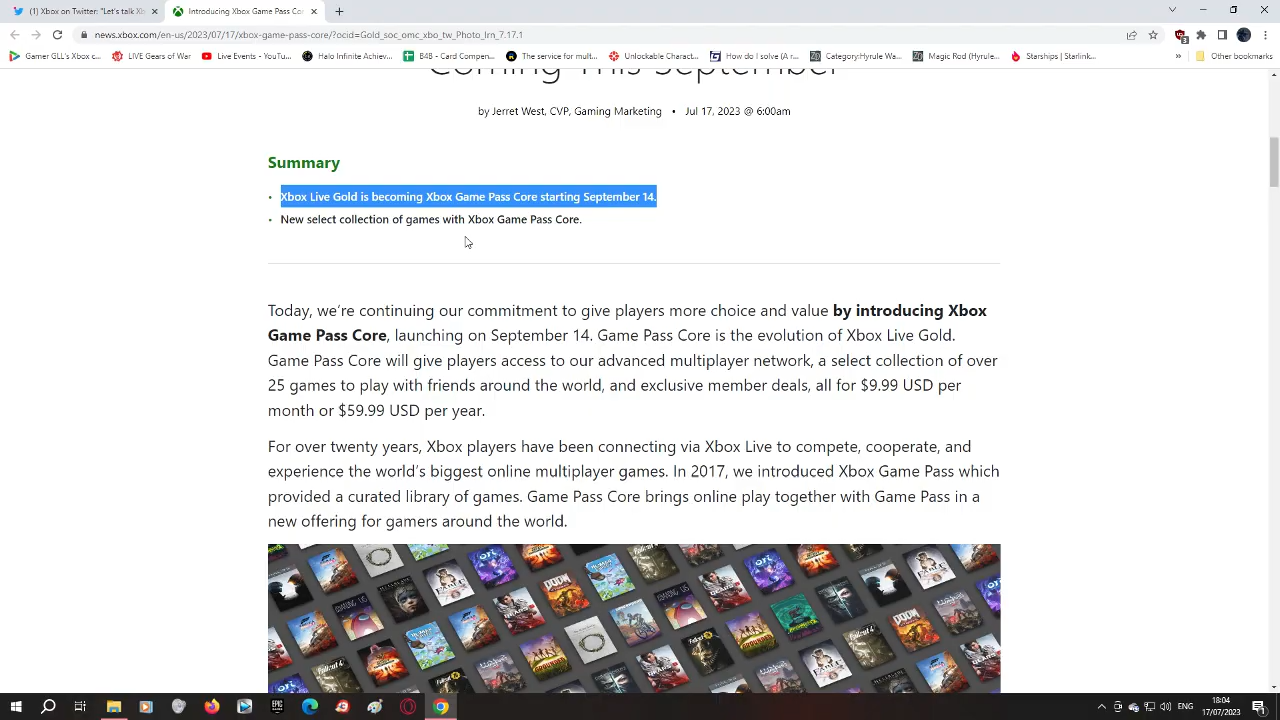 (1) Xbox on Twitter: "Let's talk Xb
Introducing Xbox Game Pass Cor
news.xbox.com/en-us/2023/07/17/xbox-game-pass-core/?ocid=Gold_soc_omc_xbo_tw_Photo_lrn_7.17.1
Gamer GLL's Xbox c...
LIVE Gears of War
Live Events - YouTu...
Halo Infinite Achiev...
B4B - Card Compen...
The service for mult...
Unlockable Charact...
How do I solve (A r...
Category:Hyrule Wa...
Magic Rod (Hyrule...
Starships | Starlink...
»
Other bookmarks
Coming This September
by Jerret West, CVP, Gaming Marketing • Jul 17, 2023 @ 6:00am
Summary
• Xbox Live Gold is becoming Xbox Game Pass Core starting September 14.
• New select collection of games with Xbox Game Pass Core.
Today, we're continuing our commitment to give players more choice and value by introducing Xbox
Game Pass Core, launching on September 14. Game Pass Core is the evolution of Xbox Live Gold.
Game Pass Core will give players access to our advanced multiplayer network, a select collection of over
25 games to play with friends around the world, and exclusive member deals, all for $9.99 USD per
month or $59.99 USD per year.
For over twenty years, Xbox players have been connecting via Xbox Live to compete, cooperate, and
experience the world's biggest online multiplayer games. In 2017, we introduced Xbox Game Pass which
provided a curated library of games. Game Pass Core brings online play together with Game Pass in a
new offering for gamers around the world.
ORI
DOOM
AMONG US
HELLBLADE
FALLOUT 4
EPIC
ENG
18:04
17/07/2023